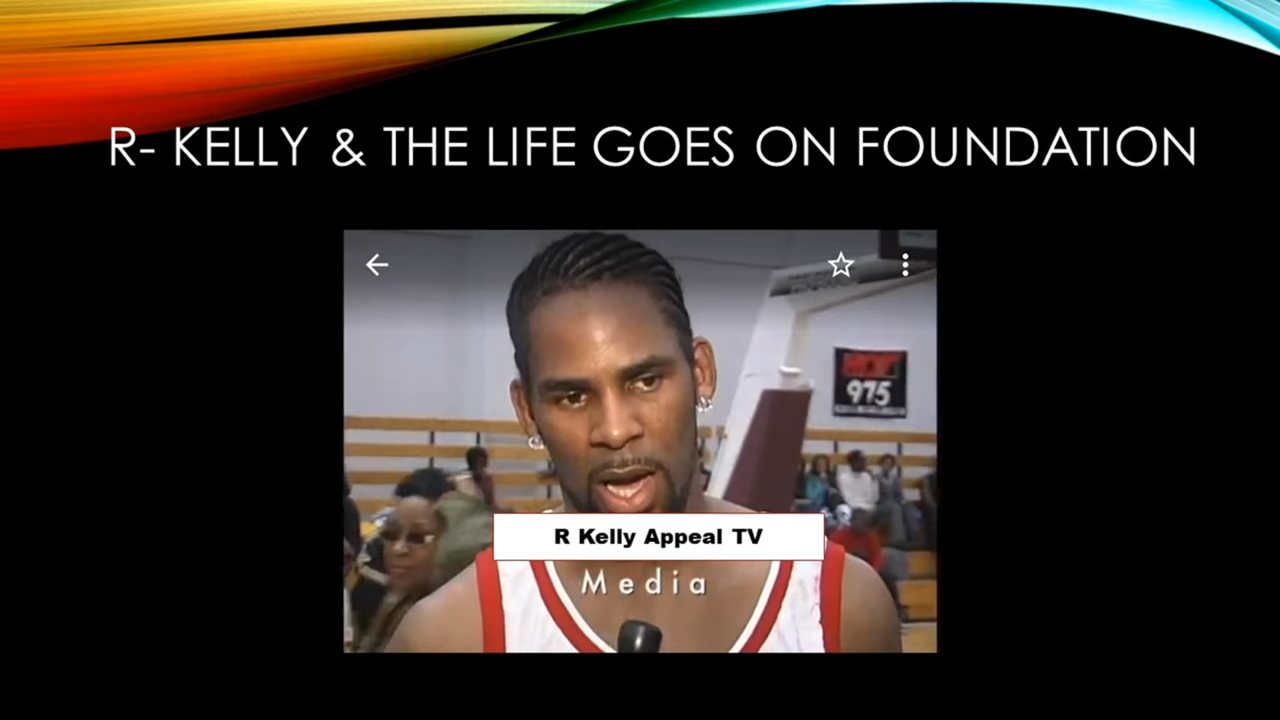 R- KELLY & THE LIFE GOES ON FOUNDATION
975
R Kelly Appeal TV
Media